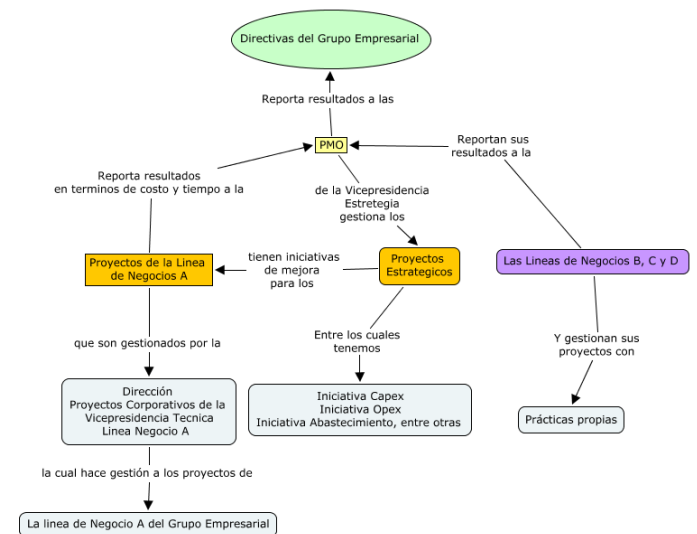 Directivas del Grupo Empresarial
Reporta resultados a las
PMO
Reportan sus
resultados a la
Reporta resultados
en terminos de costo y tiempo a la
de la Vicepresidencia
Estretegia
gestiona los
Proyectos de la Linea
de Negocios A
tienen iniciativas
de mejora
para los
Proyectos
Estrategicos
Las Lineas de Negocios B, C y D
que son gestionados por la
Entre los cuales
tenemos
Y gestionan sus
proyectos con
Dirección
Proyectos Corporativos de la
Vicepresidencia Tecnica
Linea Negocio A
Iniciativa Capex
Iniciativa Opex
Iniciativa Abastecimiento, entre otras
Prácticas propias
la cual hace gestión a los proyectos de
La linea de Negocio A del Grupo Empresarial